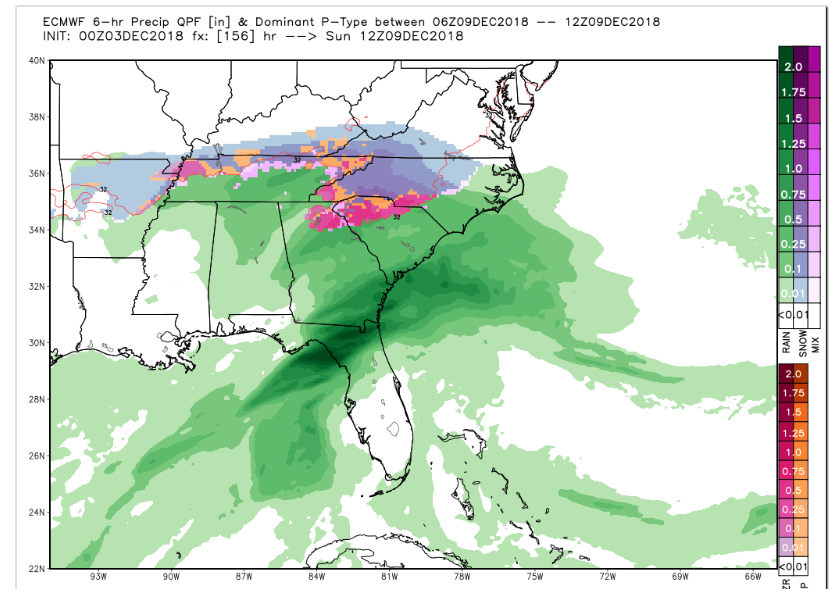 ECMWF 6-hr Precip QPF [in] & Dominant P-Type between 06Z09DEC2018 -- 12Z09DEC2018
INIT: 00Z03DEC2018 fx: [156] hr --> Sun 12Z09DEC2018
40N
38N
36N
34N
32N
30N
28N
26N
24N
22N
93W 90W 87W 84W 81W 78W 75W 72W 69W 66W
32
32
32
32
32
2.0
1.75
1.5
1.25
1.0
0.75
0.5
0.25
0.1
0.01
<0.01
RAIN
SNOW
MIX
2.0
1.75
1.5
1.25
1.0
0.75
0.5
0.25
0.1
0.01
<0.01
ZR
P